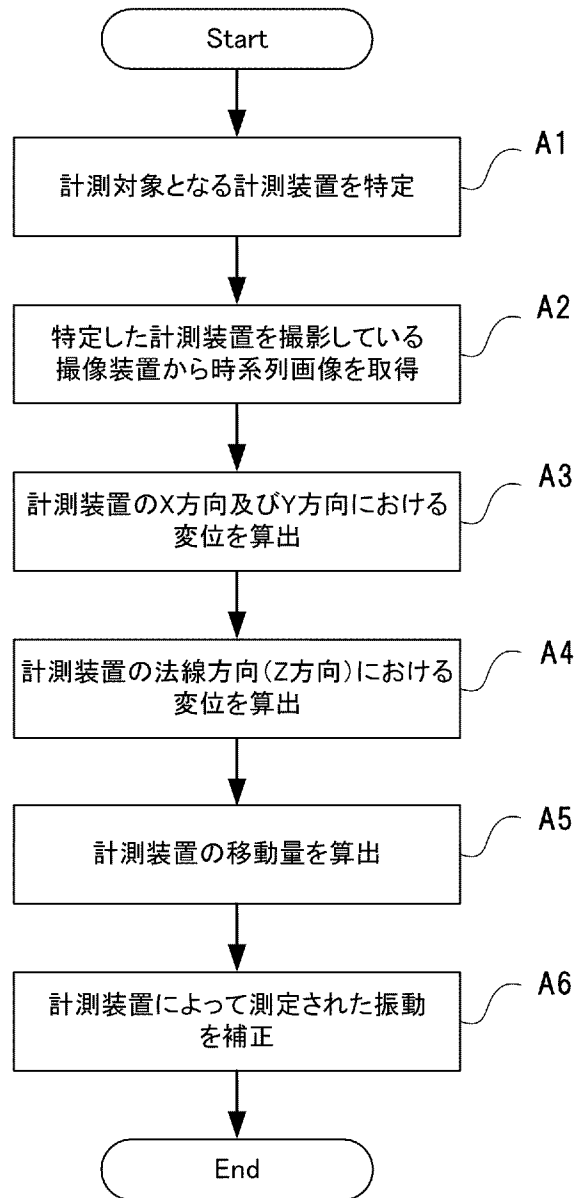 Start
計測対象となる計測装置を特定
A1
特定した計測装置を撮影している
撮像装置から時系列画像を取得
A2
計測装置のX方向及びY方向における
変位を算出
A3
計測装置の法線方向(Z方向)における
変位を算出
A4
計測装置の移動量を算出
A5
計測装置によって測定された振動
を補正
A6
End